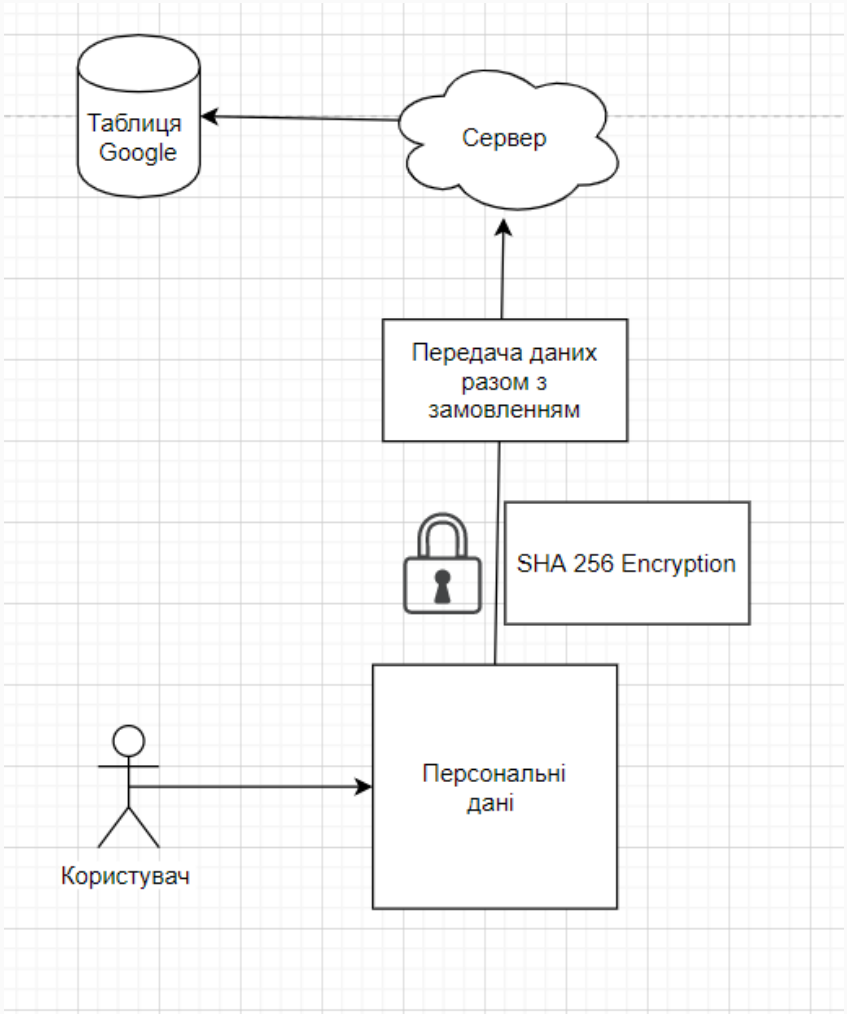 Таблиця
Google
Сервер
Передача даних
разом з
замовленням
SHA 256 Encryption
Персональні
дані
Користувач